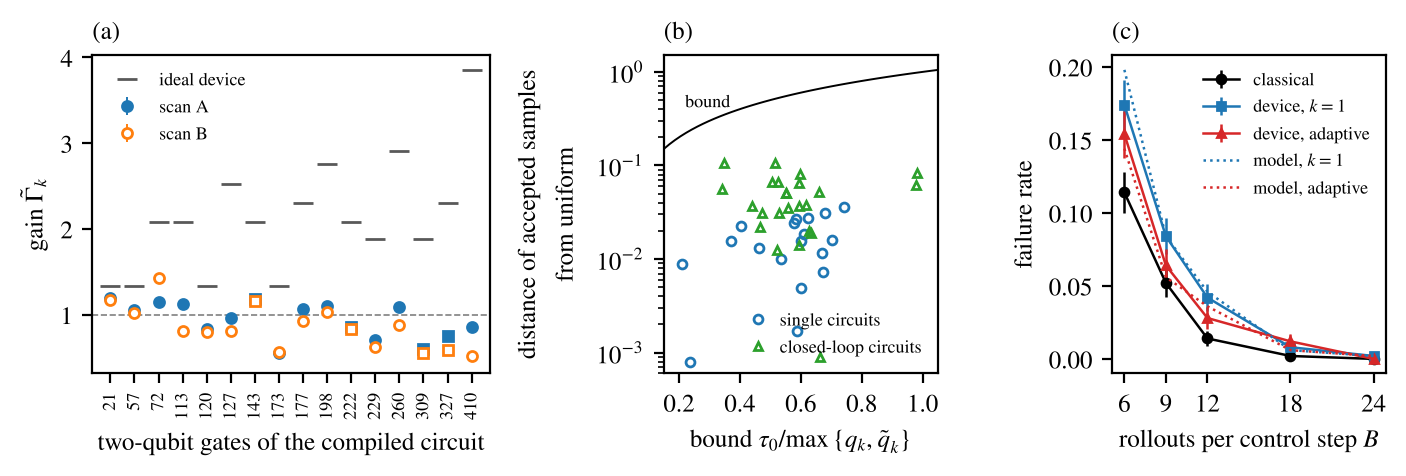 (a)
gain Γ̃ₖ
4
3
2
1
ideal device
scan A
scan B
21
57
72
113
120
127
143
173
177
198
222
229
260
309
327
410
two-qubit gates of the compiled circuit
(b)
distance of accepted samples
from uniform
10⁰
10⁻¹
10⁻²
10⁻³
bound
single circuits
closed-loop circuits
0.2
0.4
0.6
0.8
1.0
bound τ₀/max {qₖ, q̃ₖ}
(c)
failure rate
0.20
0.15
0.10
0.05
0.00
classical
device, k = 1
device, adaptive
model, k = 1
model, adaptive
6
9
12
18
24
rollouts per control step B